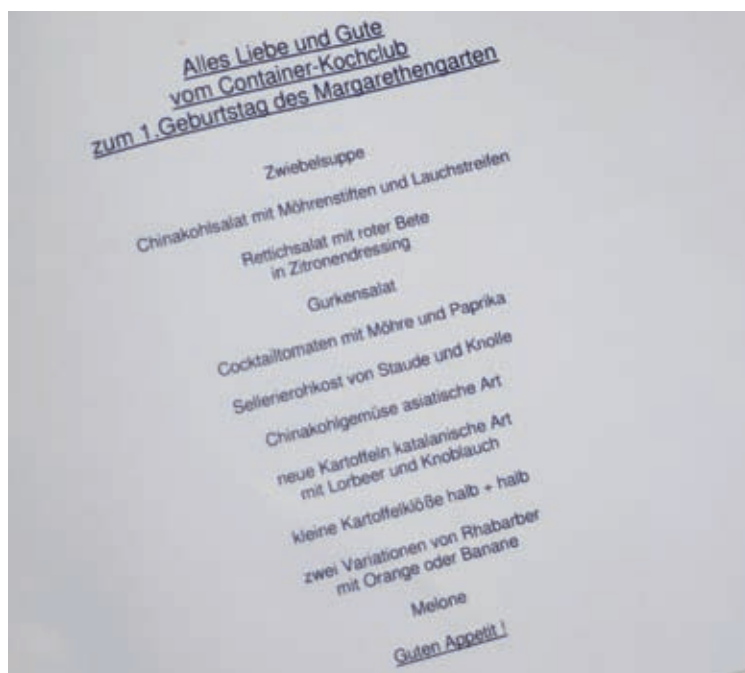 Alles Liebe und Gute
vom Container-Kochclub
zum 1.Geburtstag des Margarethengarten
Zwiebelsuppe
Chinakohlsalat mit Möhrenstiften und Lauchstreifen
Rettichsalat mit roter Bete
in Zitronendressing
Gurkensalat
Cocktailtomaten mit Möhre und Paprika
Sellerierohkost von Staude und Knolle
Chinakohlgemüse asiatische Art
neue Kartoffeln katalanische Art
mit Lorbeer und Knoblauch
kleine Kartoffelklöße halb + halb
zwei Variationen von Rhabarber
mit Orange oder Banane
Melone
Guten Appetit !